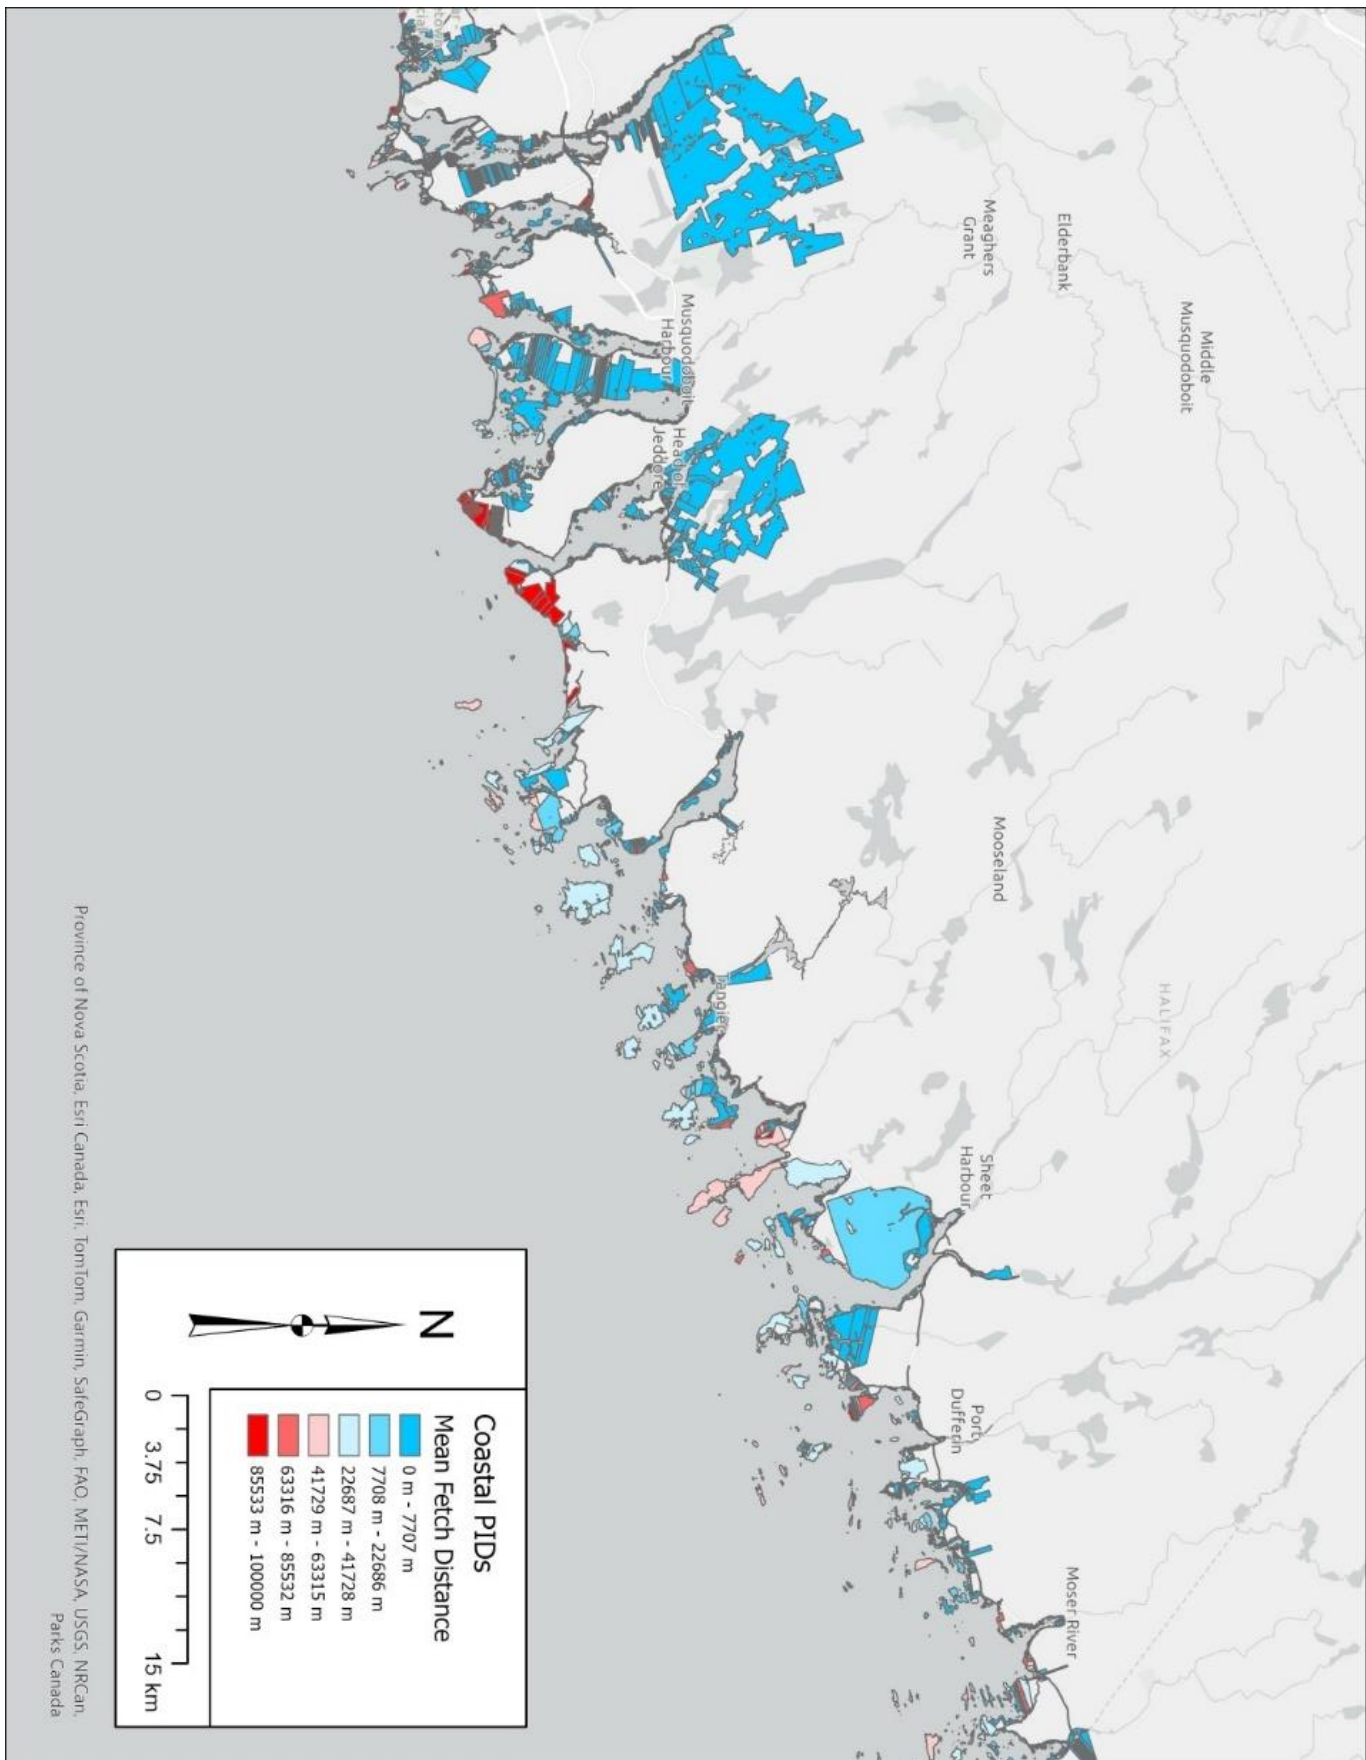 Middle
Musquodoboit
Elderbank
Meaghers
Grant
Musquodoboit
Harbour
Head of
Jeddore
Mooseland
HALIFAX
Tangier
Sheet
Harbour
Port
Dufferin
Moser River
N
Coastal PIDs
Mean Fetch Distance
0 m - 7707 m
7708 m - 22686 m
22687 m - 41728 m
41729 m - 63315 m
63316 m - 85532 m
85533 m - 100000 m
0 3.75 7.5 15 km
Province of Nova Scotia, Esri Canada, Esri, TomTom, Garmin, SafeGraph, FAO, METI/NASA, USGS, NRCan,
Parks Canada